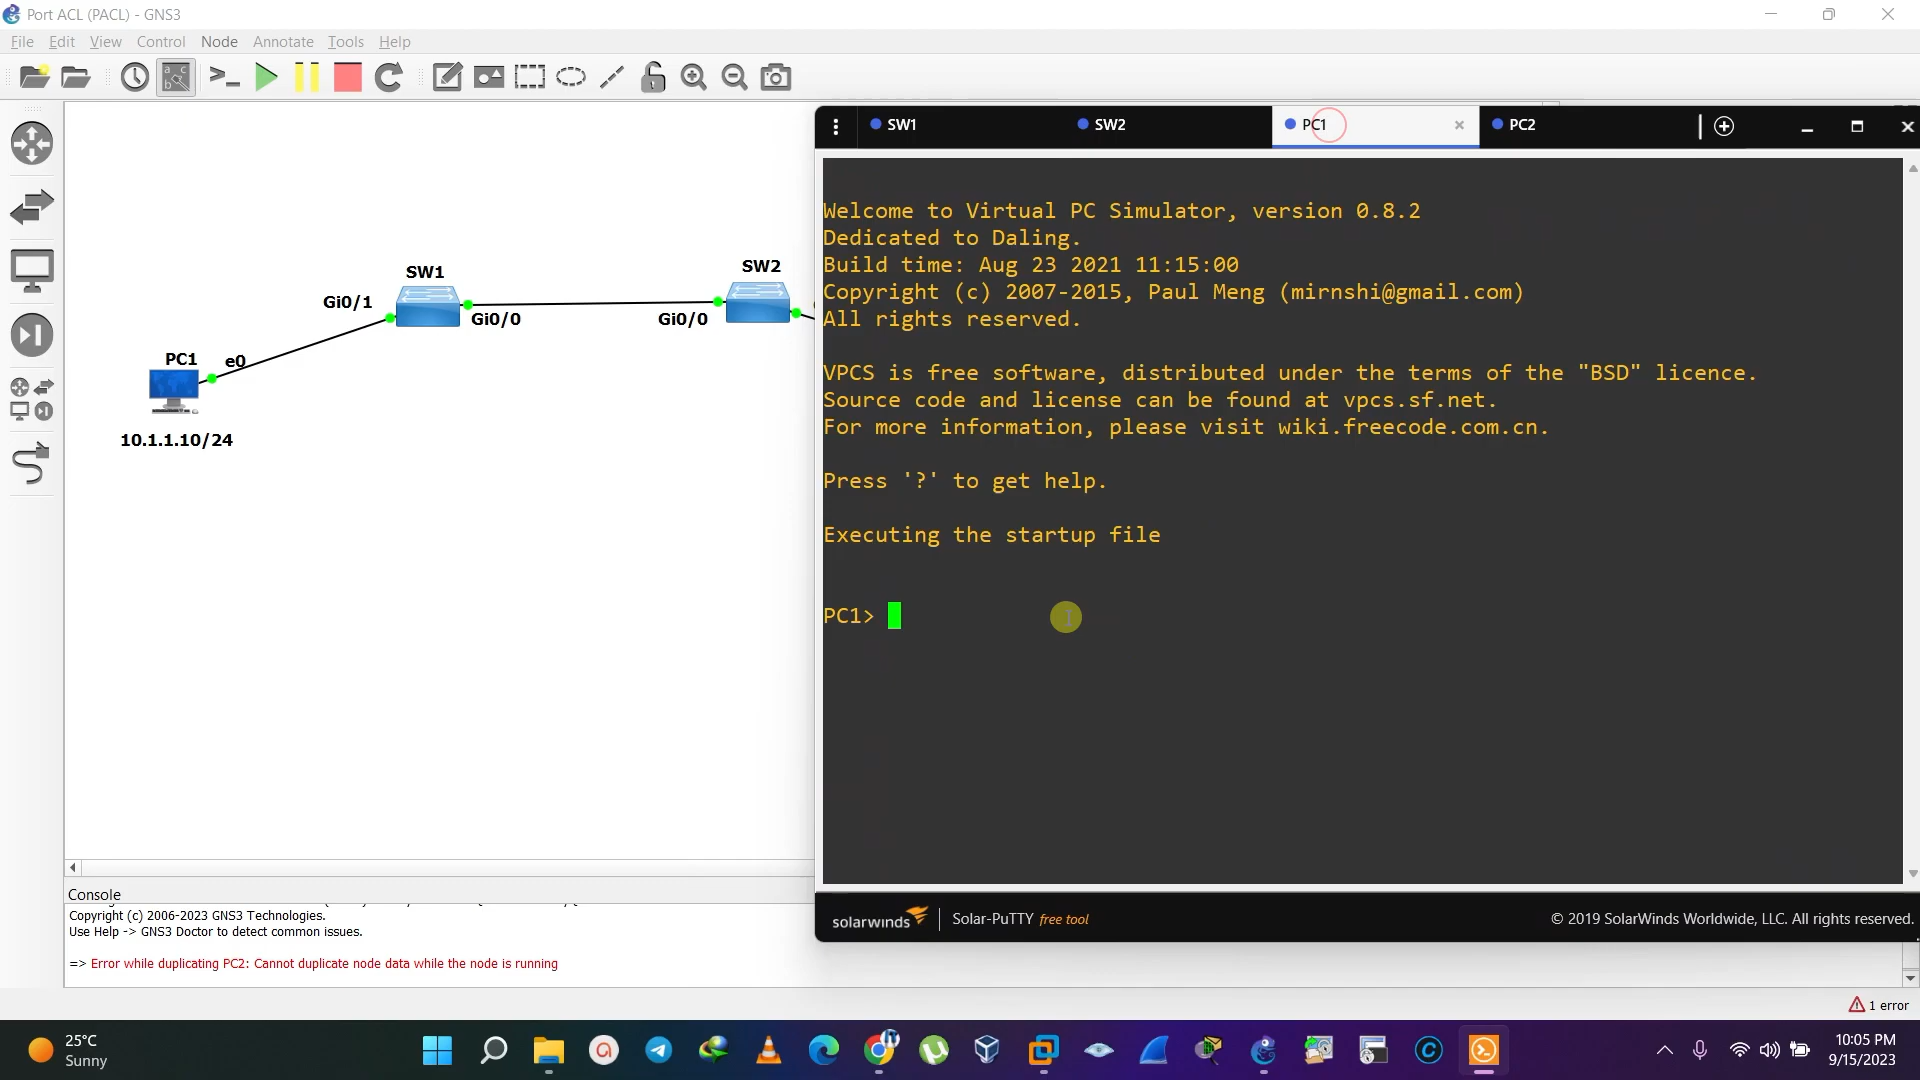 Port ACL (PACL) - GNS3
File Edit View Control Node Annotate Tools Help
SW1
SW2
PC1
PC2
SW1
SW2
Gi0/1
Gi0/0
Gi0/0
PC1
e0
10.1.1.10/24
Welcome to Virtual PC Simulator, version 0.8.2
Dedicated to Daling.
Build time: Aug 23 2021 11:15:00
Copyright (c) 2007-2015, Paul Meng (mirnshi@gmail.com)
All rights reserved.
VPCS is free software, distributed under the terms of the "BSD" licence.
Source code and license can be found at vpcs.sf.net.
For more information, please visit wiki.freecode.com.cn.
Press '?' to get help.
Executing the startup file
PC1>
solarwinds Solar-PuTTY free tool
© 2019 SolarWinds Worldwide, LLC. All rights reserved.
Console
Copyright (c) 2006-2023 GNS3 Technologies.
Use Help -> GNS3 Doctor to detect common issues.
=> Error while duplicating PC2: Cannot duplicate node data while the node is running
1 error
25°C
Sunny
10:05 PM
9/15/2023